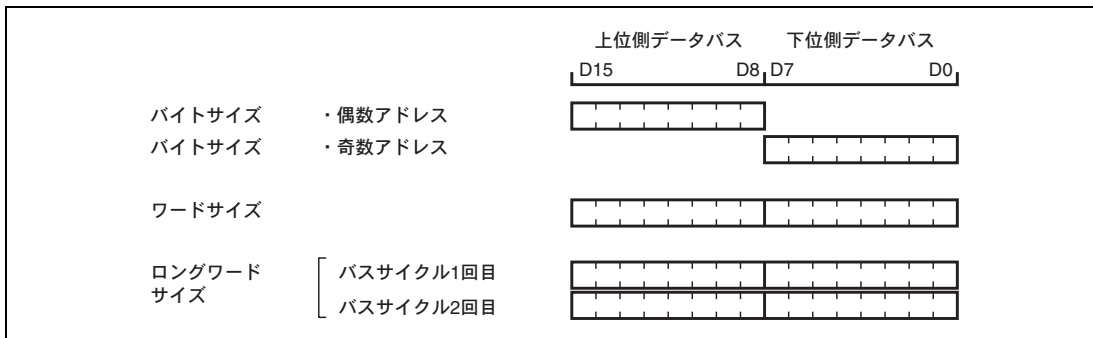 上位側データバス 下位側データバス
D15 D8 D7 D0
バイトサイズ ・偶数アドレス
バイトサイズ ・奇数アドレス
ワードサイズ
ロングワード バスサイクル1回目
サイズ バスサイクル2回目